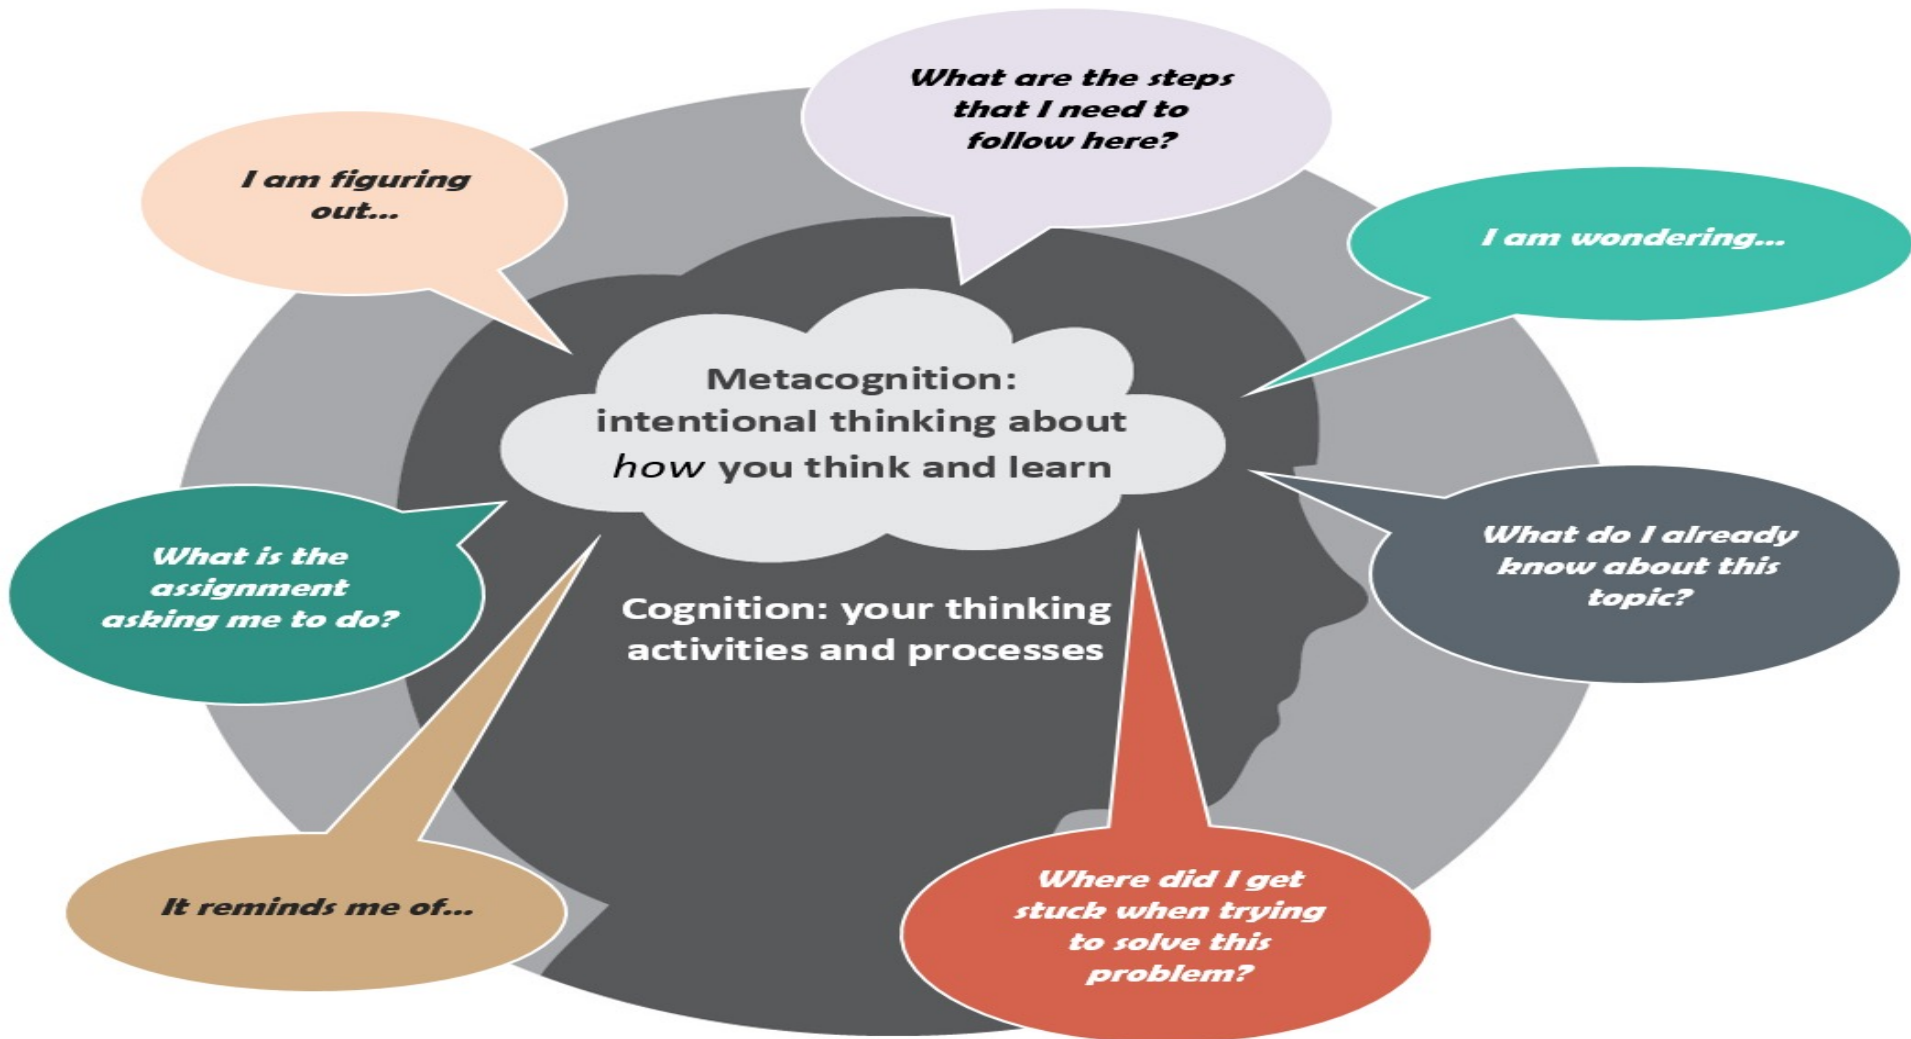 What are the steps
that I need to
follow here?
I am figuring
out...
I am wondering...
Metacognition:
intentional thinking about
how you think and learn
What is the
assignment
asking me to do?
What do I already
know about this
topic?
Cognition: your thinking
activities and processes
It reminds me of...
Where did I get
stuck when trying
to solve this
problem?